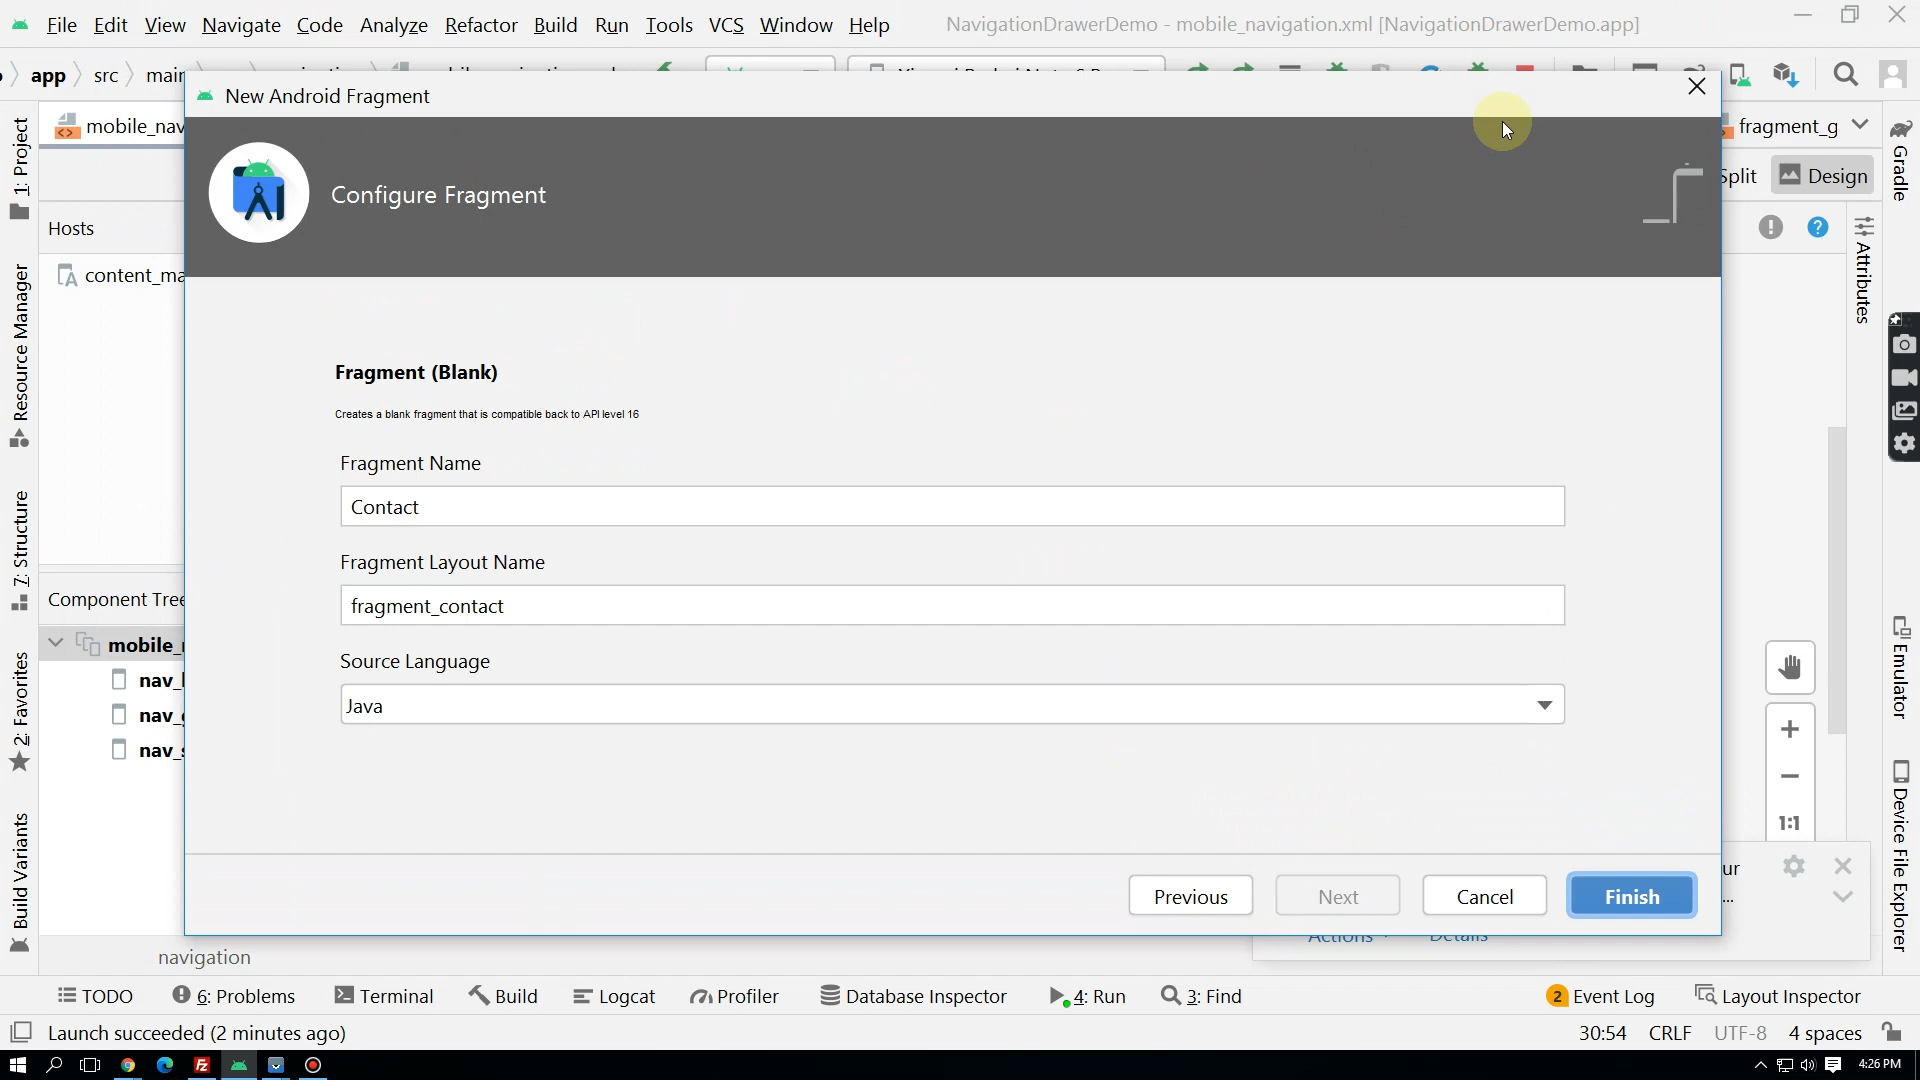 File Edit View Navigate Code Analyze Refactor Build Run Tools VCS Window Help NavigationDrawerDemo - mobile_navigation.xml [NavigationDrawerDemo.app]
app src main
New Android Fragment
mobile_nav
fragment_g
Configure Fragment
Split Design
Hosts
content_ma
Fragment (Blank)
Creates a blank fragment that is compatible back to API level 16
Fragment Name
Contact
Fragment Layout Name
fragment_contact
Source Language
Java
Component Tree
mobile_
nav_
nav_
nav_
1:1
Previous Next Cancel Finish
ur
...
Actions Details
navigation
1: Project
Resource Manager
7: Structure
2: Favorites
Build Variants
Gradle
Attributes
Emulator
Device File Explorer
TODO 6: Problems Terminal Build Logcat Profiler Database Inspector 4: Run 3: Find 2 Event Log Layout Inspector
Launch succeeded (2 minutes ago) 30:54 CRLF UTF-8 4 spaces
4:26 PM